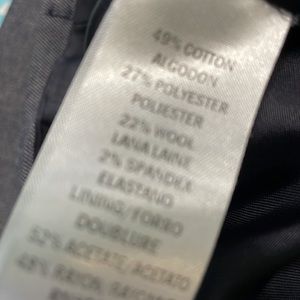 49% COTTON
ALGODON
27% POLYESTER
POLIESTER
22% WOOL
LANA LAINE
2% SPANDEX
ELASTANO
LINING/FORRO
DOUBLURE
52% ACETATE/ACETATO
48% RAYON,